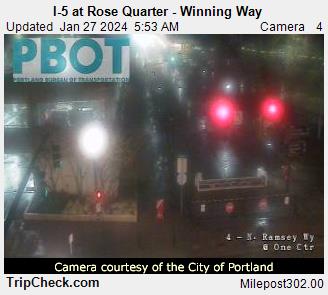 I-5 at Rose Quarter - Winning Way
Updated Jan 27 2024 5:53 AM Camera 4
PBOT
PORTLAND BUREAU OF TRANSPORTATION
4 - N. Ramsey Wy
@ One Ctr
Camera courtesy of the City of Portland
TripCheck.com Milepost302.00